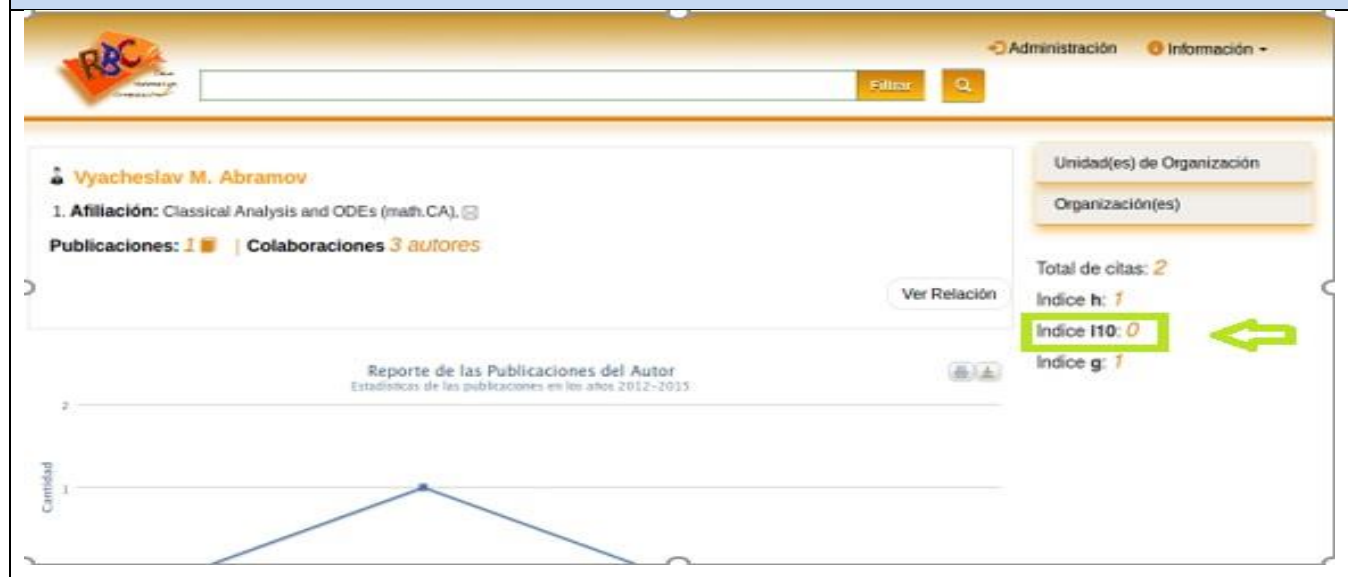 RBC
Administración
Información
Filtrar
Vyacheslav M. Abramov
1. Afiliación: Classical Analysis and ODEs (math.CA),
Publicaciones: 1 | Colaboraciones 3 autores
Ver Relación
Unidad(es) de Organización
Organización(es)
Total de citas: 2
Indice h: 1
Indice I10: 0
Indice g: 1
Reporte de las Publicaciones del Autor
Estadísticas de las publicaciones en los años 2012-2015
2
Cantidad
1